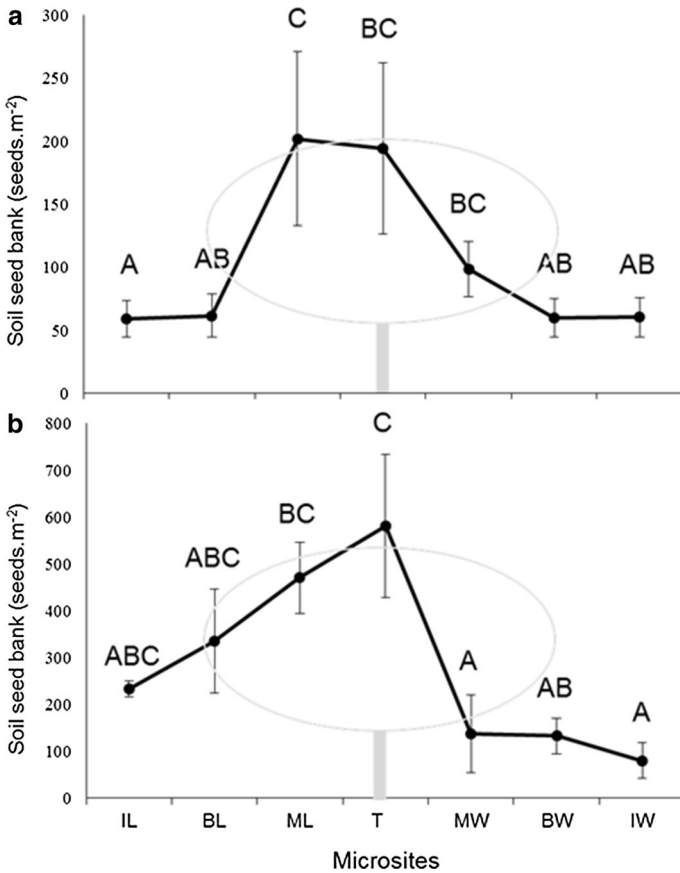 a
Soil seed bank (seeds.m-2)
300
250
200
150
100
50
0
A
AB
C
BC
BC
AB
AB
b
Soil seed bank (seeds.m-2)
800
700
600
500
400
300
200
100
0
ABC
ABC
BC
C
A
AB
A
IL BL ML T MW BW IW
Microsites